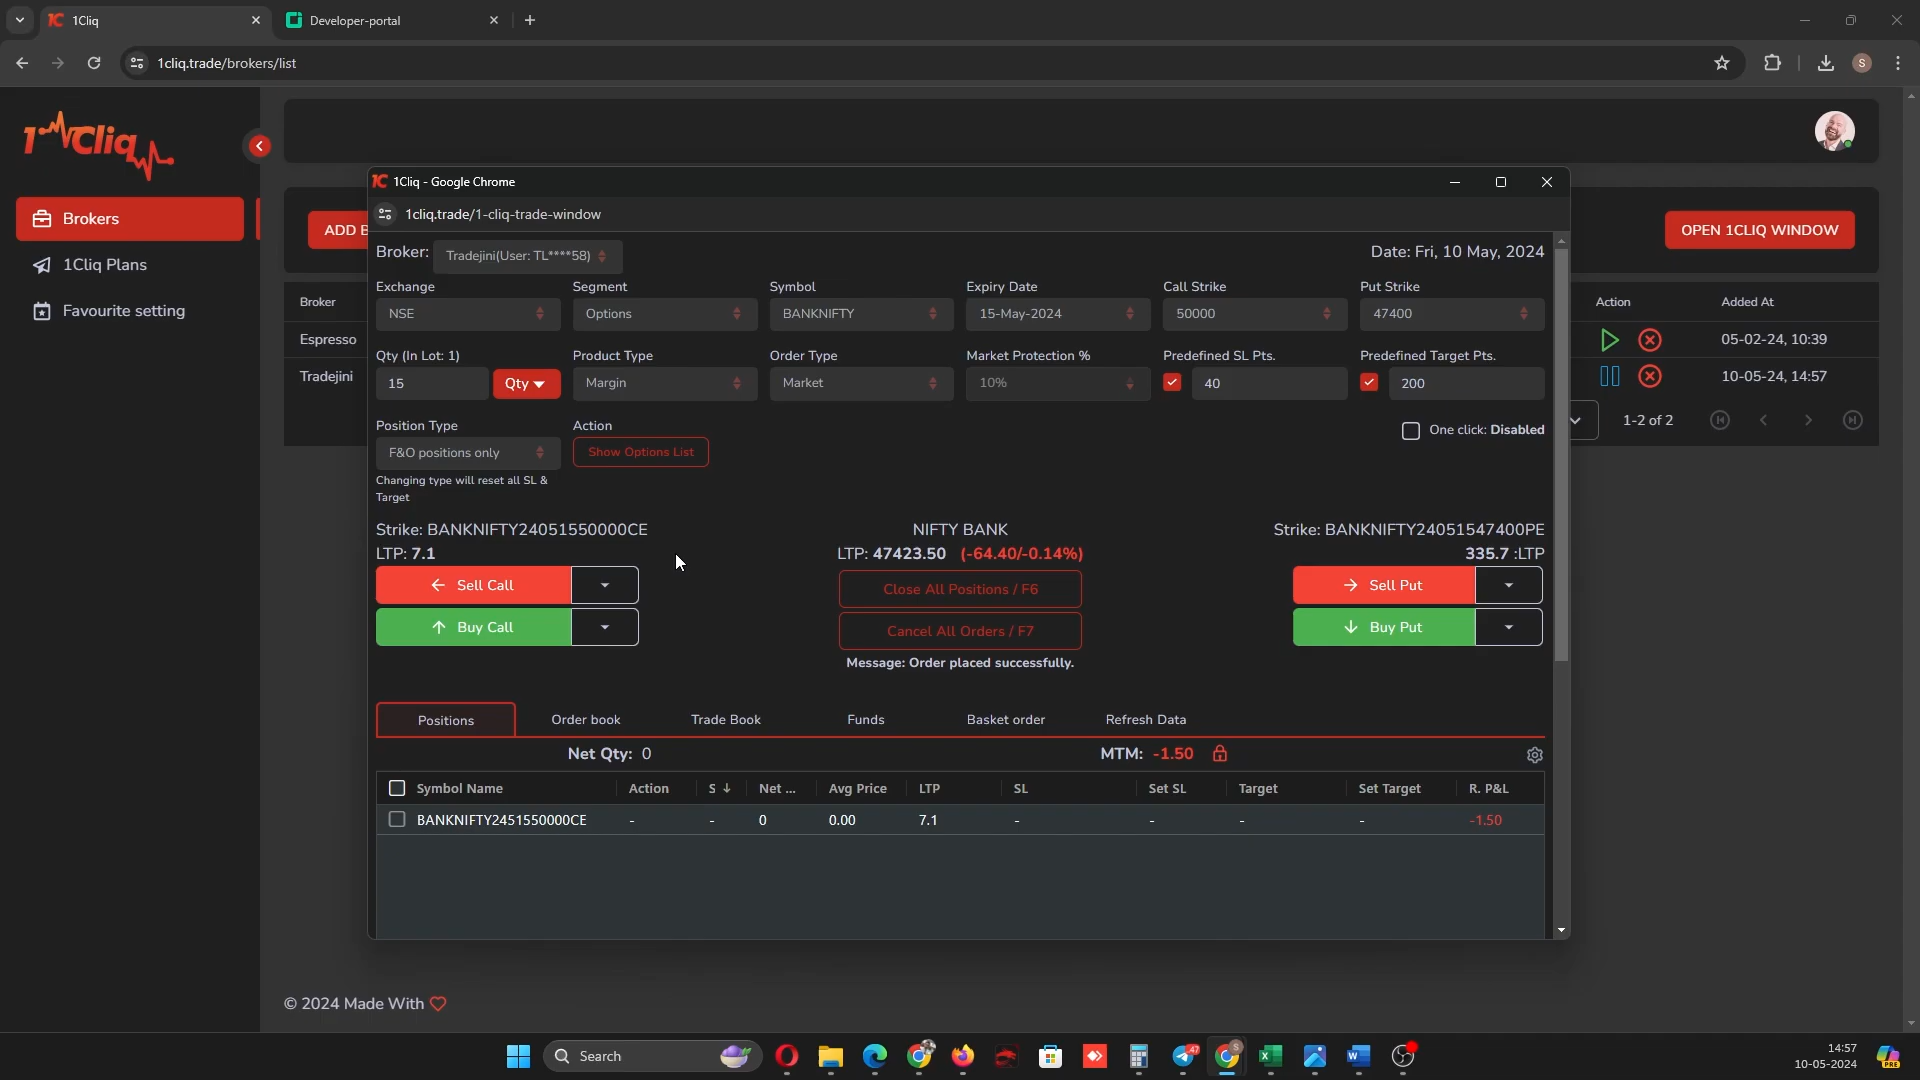 1Cliq
Developer-portal
1cliq.trade/brokers/list
S
1Cliq
Brokers
1Cliq Plans
Favourite setting
ADD B
OPEN 1CLIQ WINDOW
Broker
Action
Added At
Espresso
05-02-24, 10:39
Tradejini
10-05-24, 14:57
1-2 of 2
1Cliq - Google Chrome
1cliq.trade/1-cliq-trade-window
Broker: Tradejini(User: TL****58)
Date: Fri, 10 May, 2024
Exchange Segment Symbol Expiry Date Call Strike Put Strike
NSE Options BANKNIFTY 15-May-2024 50000 47400
Qty (In Lot: 1) Product Type Order Type Market Protection % Predefined SL Pts. Predefined Target Pts.
15 Qty Margin Market 10% 40 200
Position Type Action
One click: Disabled
F&O positions only Show Options List
Changing type will reset all SL &
Target
Strike: BANKNIFTY24051550000CE NIFTY BANK Strike: BANKNIFTY24051547400PE
LTP: 7.1 LTP: 47423.50 (-64.40/-0.14%) 335.7 :LTP
← Sell Call Close All Positions / F6 → Sell Put
↑ Buy Call Cancel All Orders / F7 ↓ Buy Put
Message: Order placed successfully.
Positions Order book Trade Book Funds Basket order Refresh Data
Net Qty: 0 MTM: -1.50
Symbol Name Action S ↓ Net ... Avg Price LTP SL Set SL Target Set Target R. P&L
BANKNIFTY2451550000CE - - 0 0.00 7.1 - - - - -1.50
© 2024 Made With
Search
47
S
14:57
10-05-2024
PRE